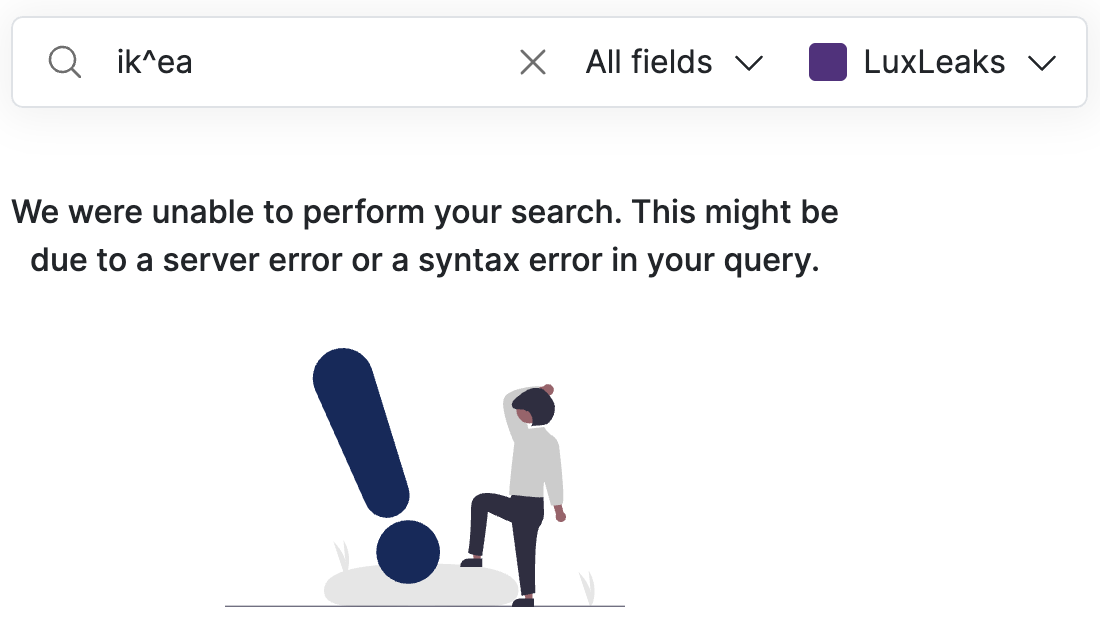 ik^ea All fields LuxLeaks
We were unable to perform your search. This might be
due to a server error or a syntax error in your query.